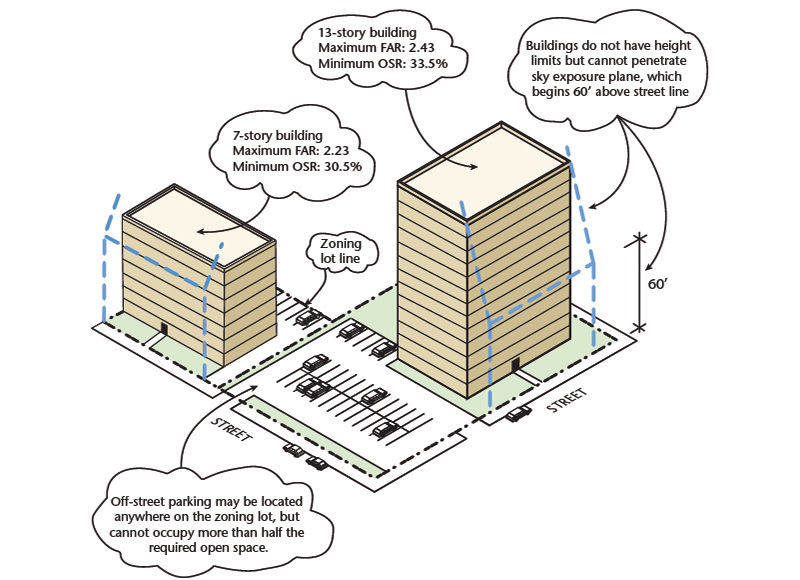 13-story building
Maximum FAR: 2.43
Minimum OSR: 33.5%
Buildings do not have height
limits but cannot penetrate
sky exposure plane, which
begins 60′ above street line
7-story building
Maximum FAR: 2.23
Minimum OSR: 30.5%
Zoning
lot line
60′
STREET
STREET
Off-street parking may be located
anywhere on the zoning lot, but
cannot occupy more than half the
required open space.